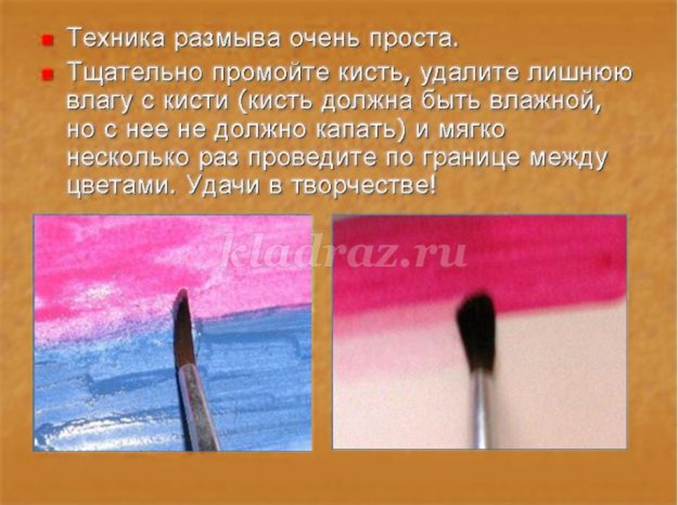 Техника размыва очень проста.
Тщательно промойте кисть, удалите лишнюю
влагу с кисти (кисть должна быть влажной,
но с нее не должно капать) и мягко
несколько раз проведите по границе между
цветами. Удачи в творчестве!
kladraz.ru